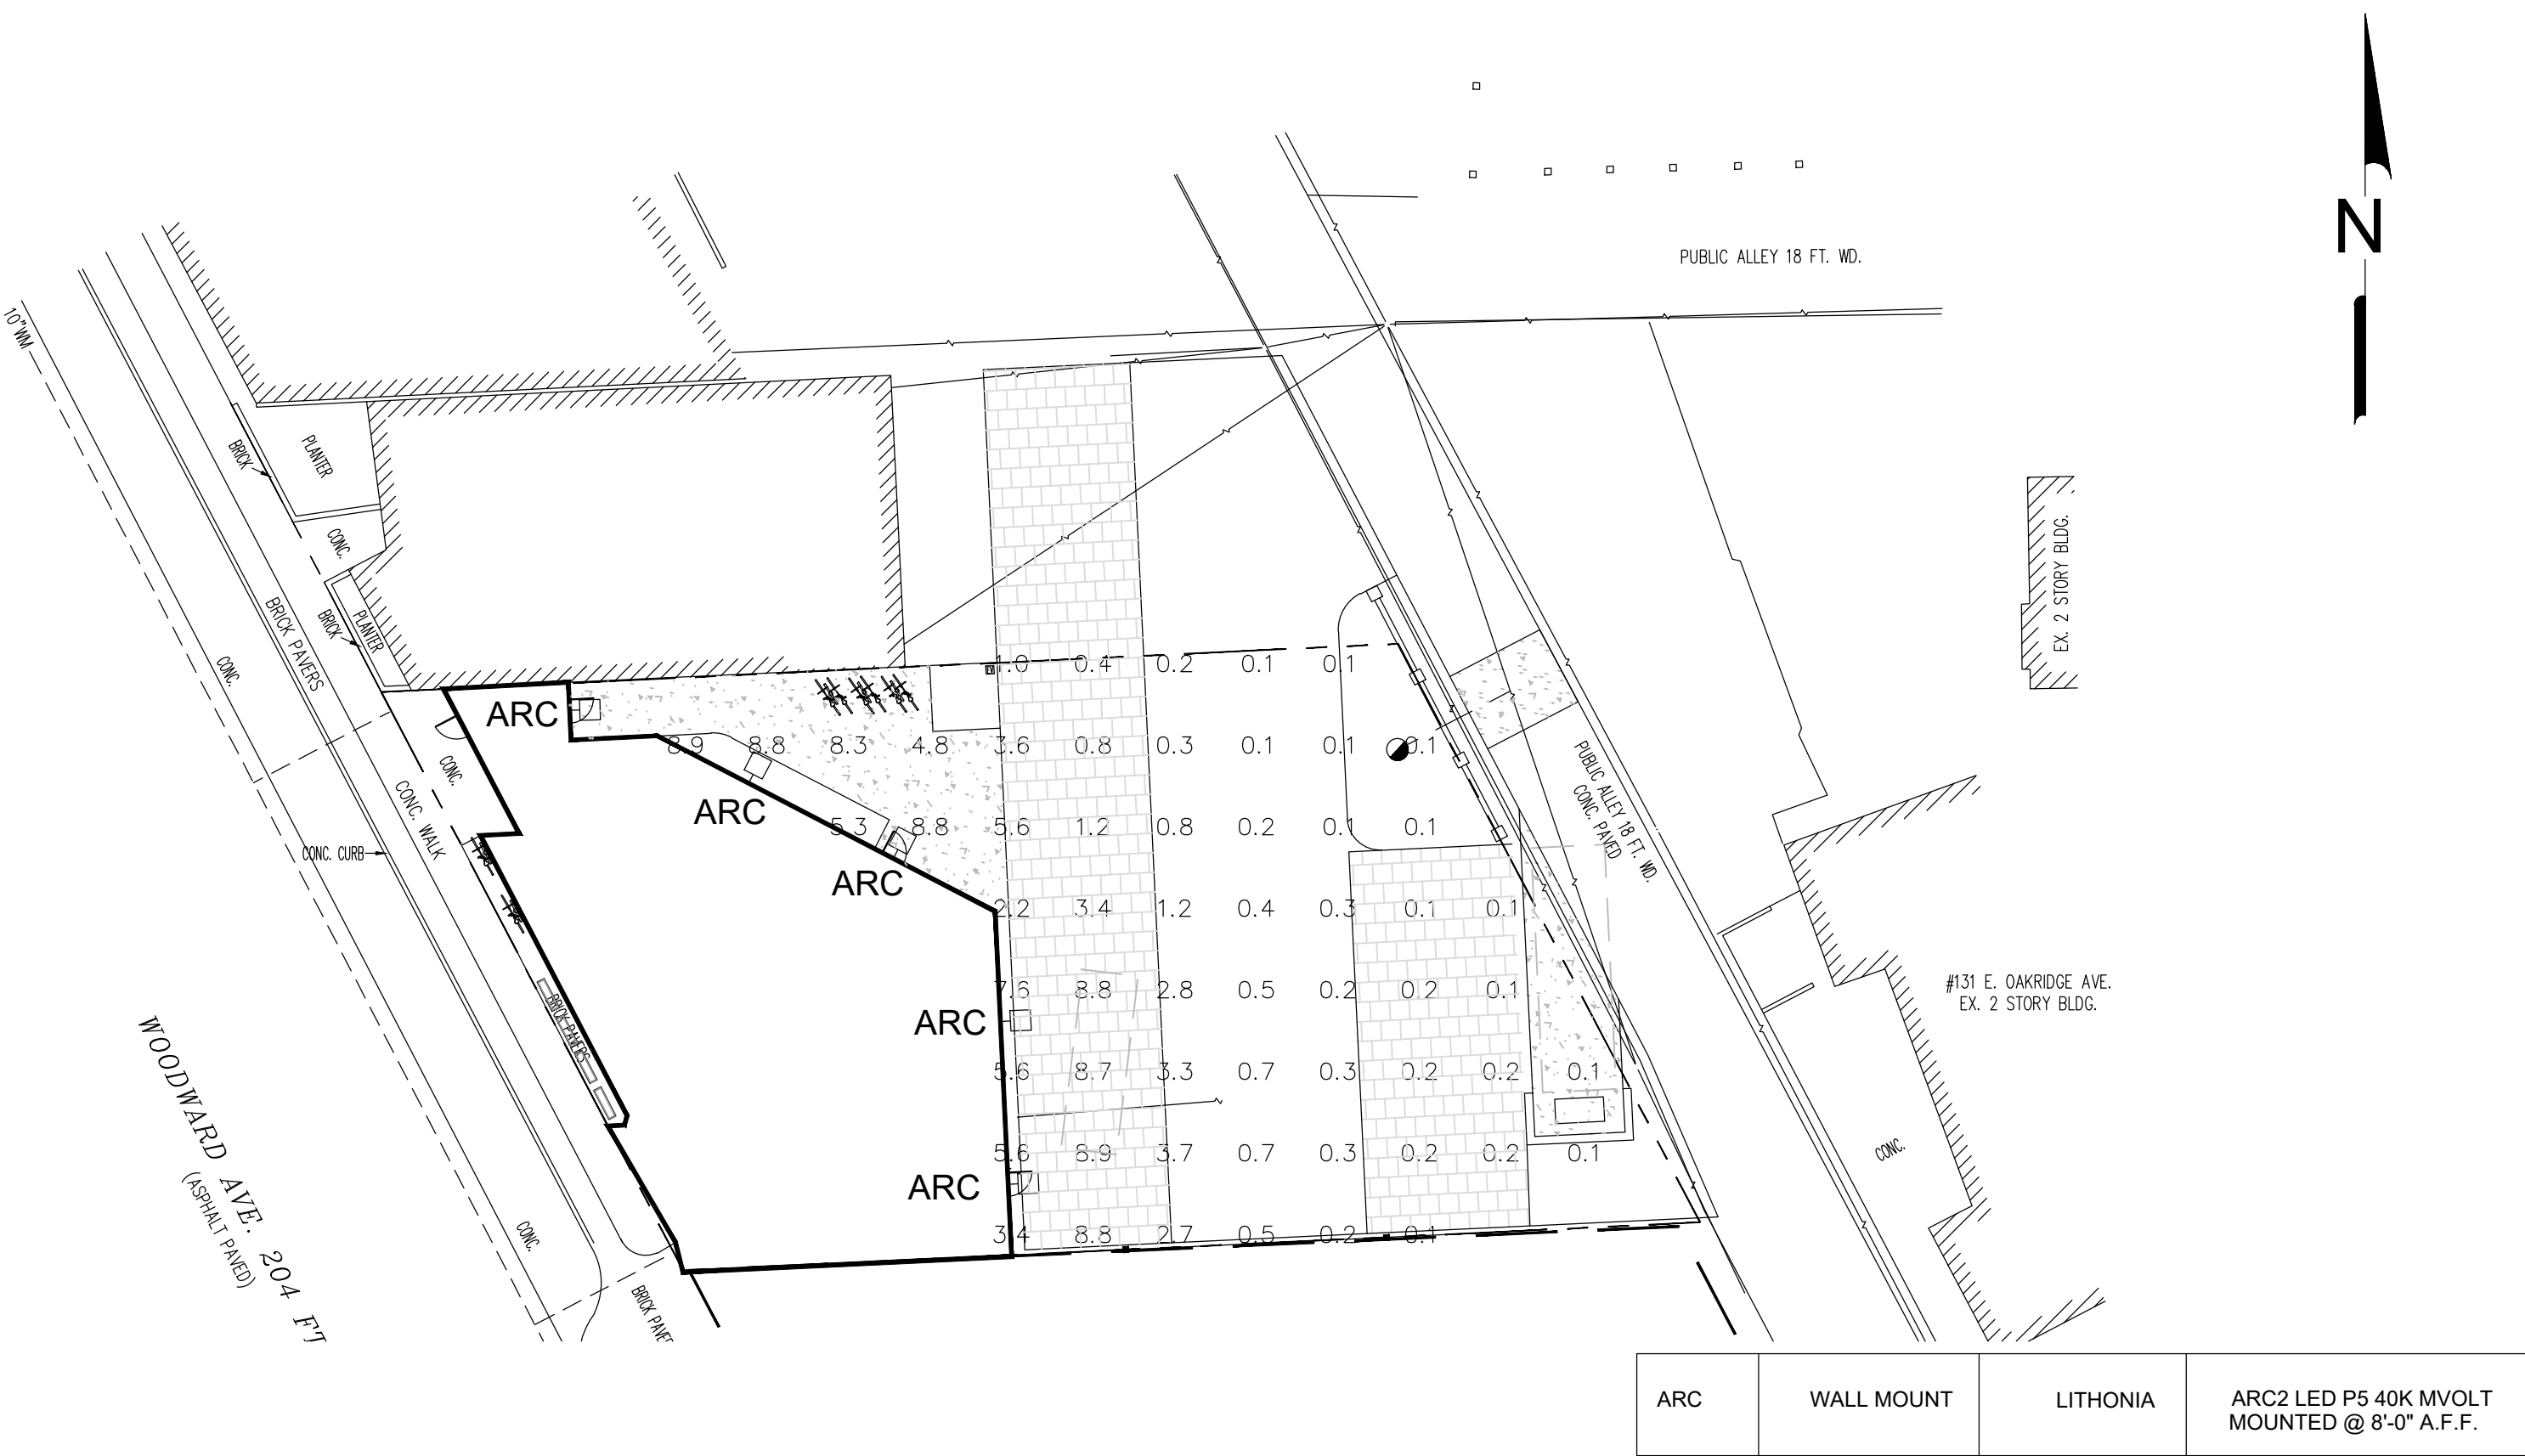 N
PUBLIC ALLEY 18 FT. WD.
10"WM
BRICK
PLANTER
CONC.
BRICK PAVERS
BRICK
PLANTER
CONC.
EX. 2 STORY BLDG.
1.0 0.4 0.2 0.1 0.1
ARC
8.9 8.8 8.3 4.8 3.6 0.8 0.3 0.1 0.1 0.1
CONC.
CONC. WALK
ARC
PUBLIC ALLEY 18 FT. WD.
CONC. PAVED
5.3 8.8 5.6 1.2 0.8 0.2 0.1 0.1
CONC. CURB
ARC
2.2 3.4 1.2 0.4 0.3 0.1 0.1
7.6 8.8 2.8 0.5 0.2 0.2 0.1
#131 E. OAKRIDGE AVE.
EX. 2 STORY BLDG.
ARC
BRICK PAVERS
5.6 8.7 3.3 0.7 0.3 0.2 0.2 0.1
5.6 8.9 3.7 0.7 0.3 0.2 0.2 0.1
CONC.
ARC
WOODWARD AVE. 204 FT
(ASPHALT PAVED)
CONC.
3.4 8.8 2.7 0.5 0.2 0.1
BRICK PAVE
ARC WALL MOUNT LITHONIA ARC2 LED P5 40K MVOLT
MOUNTED @ 8'-0" A.F.F.